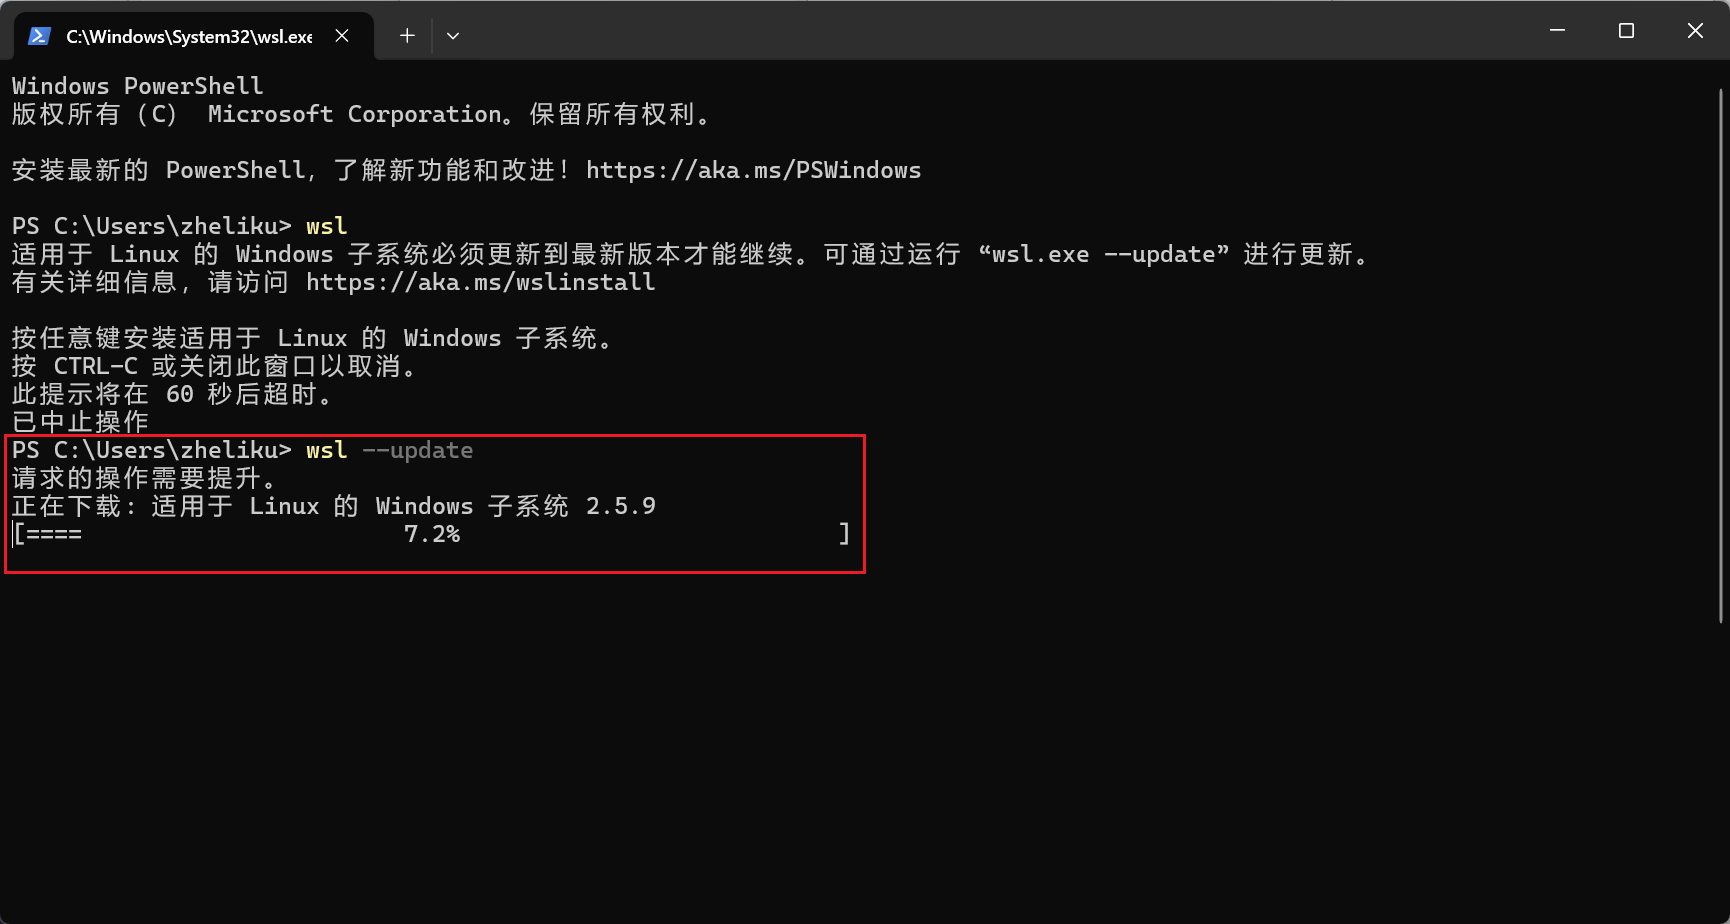 C:\Windows\System32\wsl.exe
Windows PowerShell
版权所有（C） Microsoft Corporation。保留所有权利。
安装最新的 PowerShell，了解新功能和改进！https://aka.ms/PSWindows
PS C:\Users\zheliku> wsl
适用于 Linux 的 Windows 子系统必须更新到最新版本才能继续。可通过运行 “wsl.exe --update” 进行更新。
有关详细信息，请访问 https://aka.ms/wslinstall
按任意键安装适用于 Linux 的 Windows 子系统。
按 CTRL-C 或关闭此窗口以取消。
此提示将在 60 秒后超时。
已中止操作
PS C:\Users\zheliku> wsl --update
请求的操作需要提升。
正在下载：适用于 Linux 的 Windows 子系统 2.5.9
[==== 7.2% ]